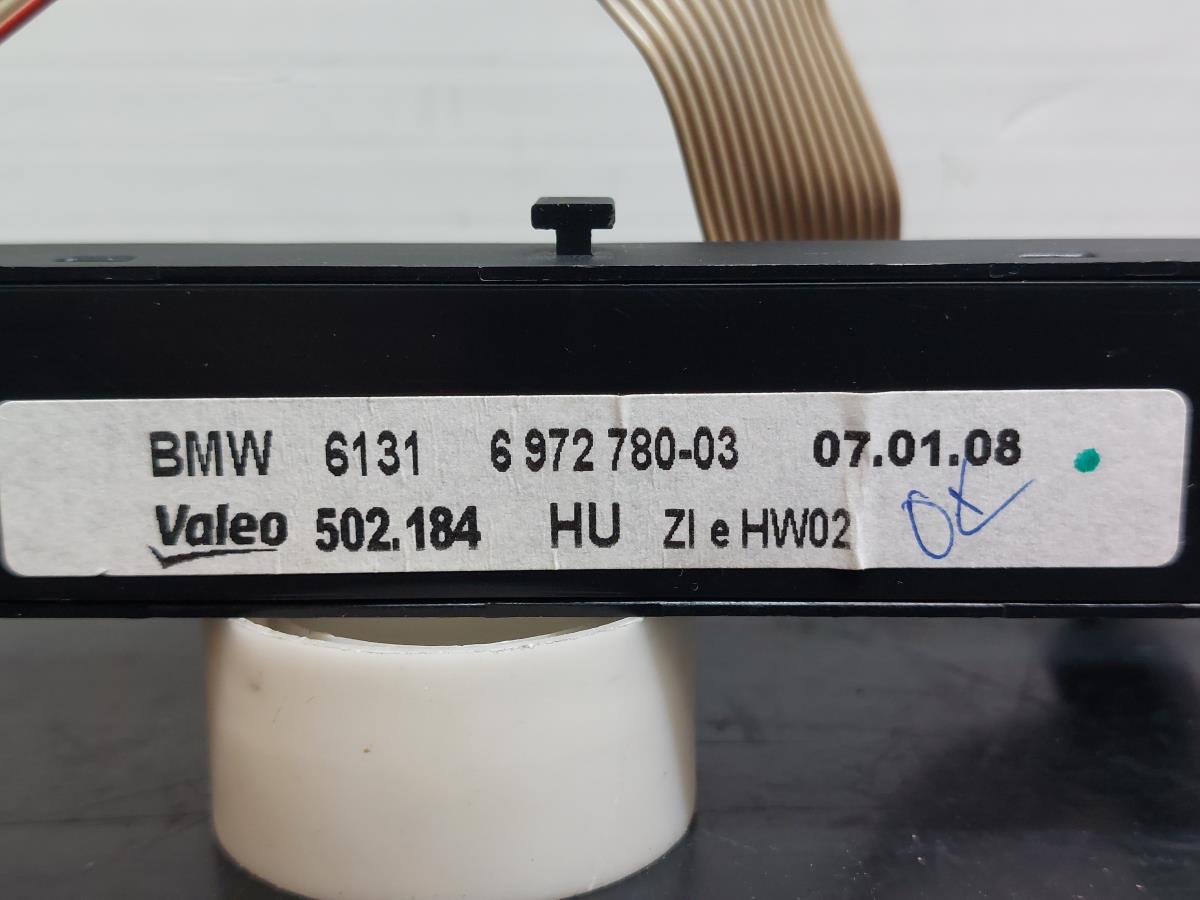 BMW 6131 6 972 780-03 07.01.08
Valeo 502.184 HU ZI e HW02 OK